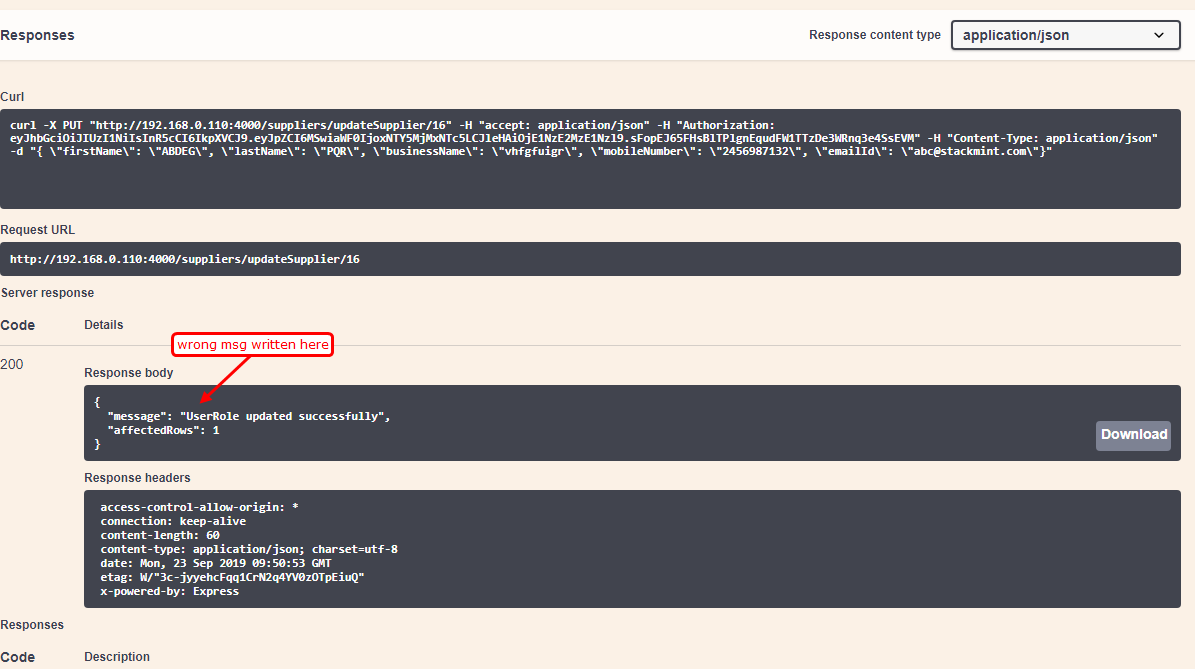 Responses
Response content type
application/json
Curl
curl -X PUT "http://192.168.0.110:4000/suppliers/updateSupplier/16" -H "accept: application/json" -H "Authorization:
eyJhbGciOiJIUzI1NiIsInR5cCI6IkpXVCJ9.eyJpZCI6MSwiaWF0IjoxNTY5MjMxNTc5LCJleHAiOjE1NzE2MzE1Nzl9.sFopEJ65FHsBlTP1gnEqudFW1TTzDe3WRnq3e45sEVM" -H "Content-Type: application/json"
-d "{ \"firstName\": \"ABDEG\", \"lastName\": \"PQR\", \"businessName\": \"vhfgfuigr\", \"mobileNumber\": \"2456987132\", \"emailId\": \"abc@stackmint.com\"}"
Request URL
http://192.168.0.110:4000/suppliers/updateSupplier/16
Server response
Code
Details
wrong msg written here
200
Response body
{
"message": "UserRole updated successfully",
"affectedRows": 1
}
Download
Response headers
access-control-allow-origin: *
connection: keep-alive
content-length: 60
content-type: application/json; charset=utf-8
date: Mon, 23 Sep 2019 09:50:53 GMT
etag: W/"3c-jyyehcFqq1CrN2q4YV0zOTpEiuQ"
x-powered-by: Express
Responses
Code
Description